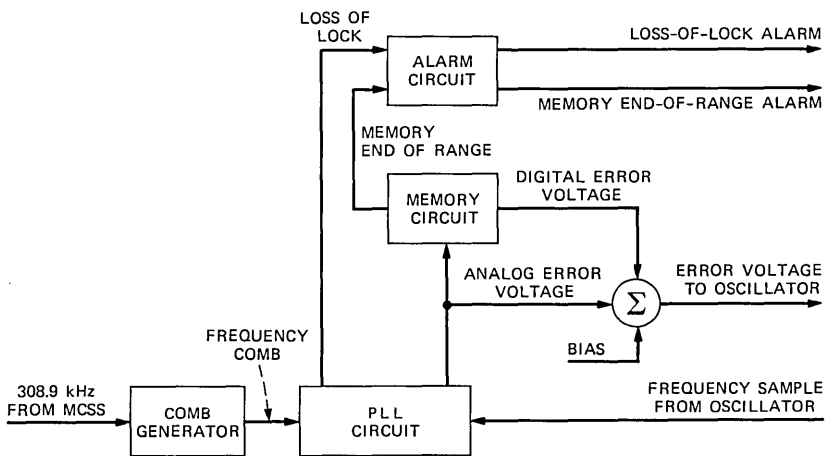 LOSS OF
LOCK
LOSS-OF-LOCK ALARM
ALARM
CIRCUIT
MEMORY END-OF-RANGE ALARM
MEMORY
END OF RANGE
DIGITAL ERROR
VOLTAGE
MEMORY
CIRCUIT
ANALOG ERROR
VOLTAGE
Σ
ERROR VOLTAGE
TO OSCILLATOR
BIAS
FREQUENCY
COMB
308.9 kHz
FROM MCSS
COMB
GENERATOR
PLL
CIRCUIT
FREQUENCY SAMPLE
FROM OSCILLATOR